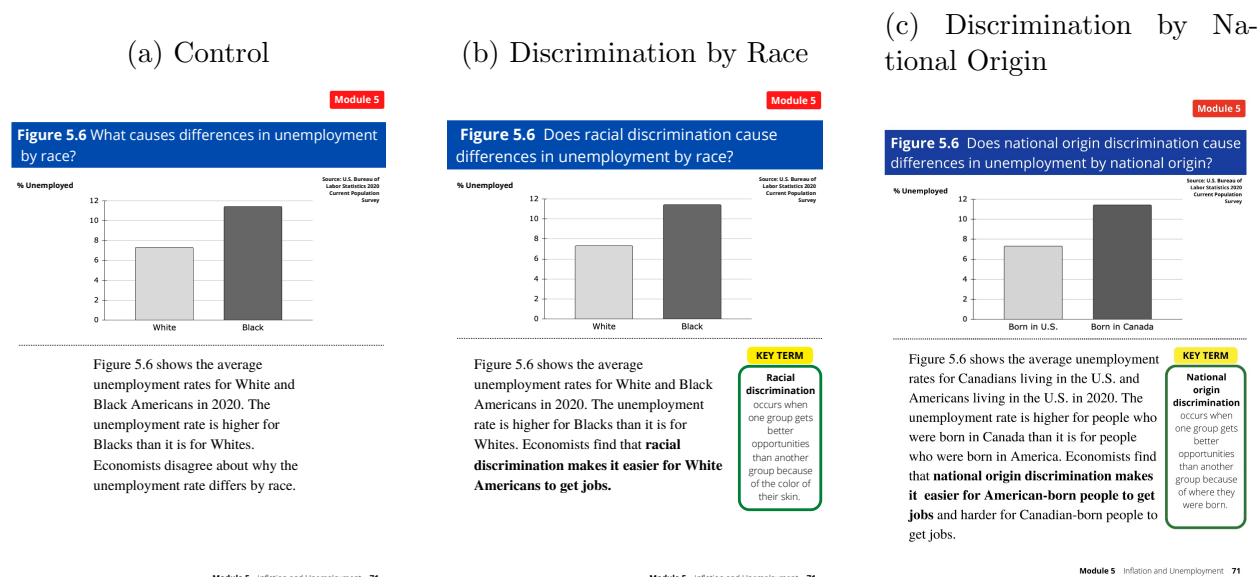 (a) Control
Module 5
Figure 5.6 What causes differences in unemployment
by race?
% Unemployed
Source: U.S. Bureau of
Labor Statistics 2020
Current Population
Survey
12
10
8
6
4
2
0
White Black
Figure 5.6 shows the average
unemployment rates for White and
Black Americans in 2020. The
unemployment rate is higher for
Blacks than it is for Whites.
Economists disagree about why the
unemployment rate differs by race.
Module 5 Inflation and Unemployment 71
(b) Discrimination by Race
Module 5
Figure 5.6 Does racial discrimination cause
differences in unemployment by race?
% Unemployed
Source: U.S. Bureau of
Labor Statistics 2020
Current Population
Survey
12
10
8
6
4
2
0
White Black
Figure 5.6 shows the average
unemployment rates for White and Black
Americans in 2020. The unemployment
rate is higher for Blacks than it is for
Whites. Economists find that racial
discrimination makes it easier for White
Americans to get jobs.
KEY TERM
Racial
discrimination
occurs when
one group gets
better
opportunities
than another
group because
of the color of
their skin.
Module 5 Inflation and Unemployment 71
(c) Discrimination by Na-
tional Origin
Module 5
Figure 5.6 Does national origin discrimination cause
differences in unemployment by national origin?
% Unemployed
Source: U.S. Bureau of
Labor Statistics 2020
Current Population
Survey
12
10
8
6
4
2
0
Born in U.S. Born in Canada
Figure 5.6 shows the average unemployment
rates for Canadians living in the U.S. and
Americans living in the U.S. in 2020. The
unemployment rate is higher for people who
were born in Canada than it is for people
who were born in America. Economists find
that national origin discrimination makes
it easier for American-born people to get
jobs and harder for Canadian-born people to
get jobs.
KEY TERM
National
origin
discrimination
occurs when
one group gets
better
opportunities
than another
group because
of where they
were born.
Module 5 Inflation and Unemployment 71